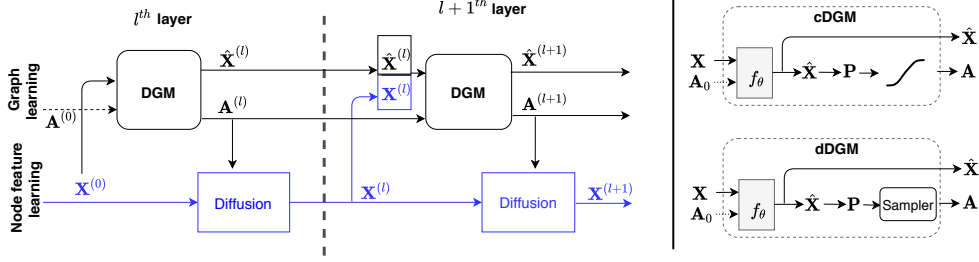 l^{th} layer
l + 1^{th} layer
Graph learning
Node feature learning
A^{(0)}
X^{(0)}
DGM
X̂^{(l)}
A^{(l)}
Diffusion
X̂^{(l)}
X^{(l)}
X^{(l)}
DGM
X̂^{(l+1)}
A^{(l+1)}
Diffusion
X^{(l+1)}
cDGM
X
A_0
f_θ
X̂
P
X̂
A
dDGM
X
A_0
f_θ
X̂
P
Sampler
X̂
A